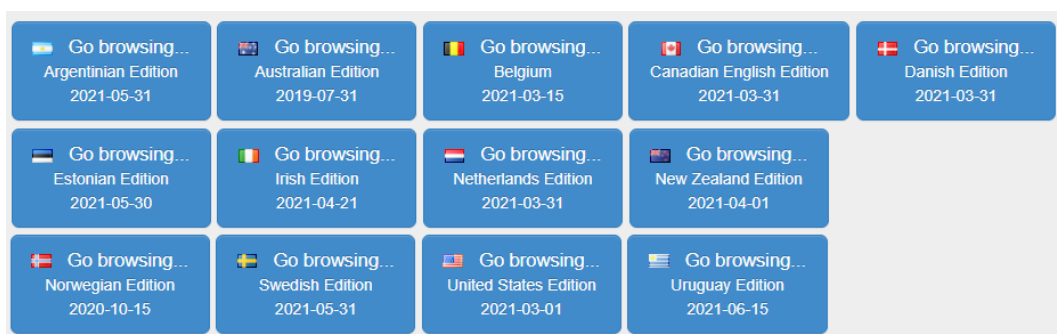 Go browsing...
Argentinian Edition
2021-05-31
Go browsing...
Australian Edition
2019-07-31
Go browsing...
Belgium
2021-03-15
Go browsing...
Canadian English Edition
2021-03-31
Go browsing...
Danish Edition
2021-03-31
Go browsing...
Estonian Edition
2021-05-30
Go browsing...
Irish Edition
2021-04-21
Go browsing...
Netherlands Edition
2021-03-31
Go browsing...
New Zealand Edition
2021-04-01
Go browsing...
Norwegian Edition
2020-10-15
Go browsing...
Swedish Edition
2021-05-31
Go browsing...
United States Edition
2021-03-01
Go browsing...
Uruguay Edition
2021-06-15